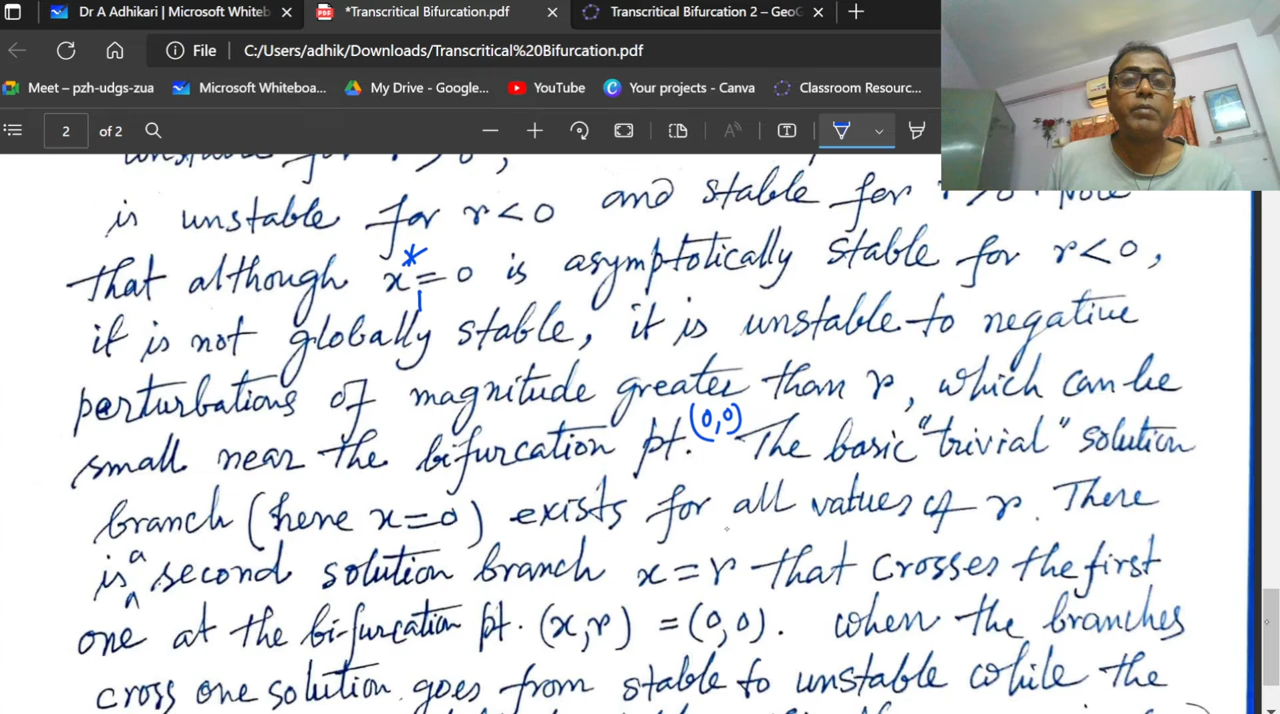 Dr A Adhikari | Microsoft Whiteb
*Transcritical Bifurcation.pdf
Transcritical Bifurcation 2 – GeoG
File C:/Users/adhik/Downloads/Transcritical%20Bifurcation.pdf
Meet – pzh-udgs-zua
Microsoft Whiteboa...
My Drive - Google...
YouTube
Your projects - Canva
Classroom Resourc...
2 of 2
is unstable for r<0 and stable for
that although x*1=0 is asymptotically stable for r<0,
it is not globally stable, it is unstable to negative
perturbations of magnitude greater than r, which can be
small near the bifurcation pt. (0,0) The basic "trivial" solution
branch (here x=0) exists for all values of r. There
is a second solution branch x=r that crosses the first
one at the bi-furcation pt. (x,r) = (0,0). When the branches
cross one solution goes from stable to unstable while the